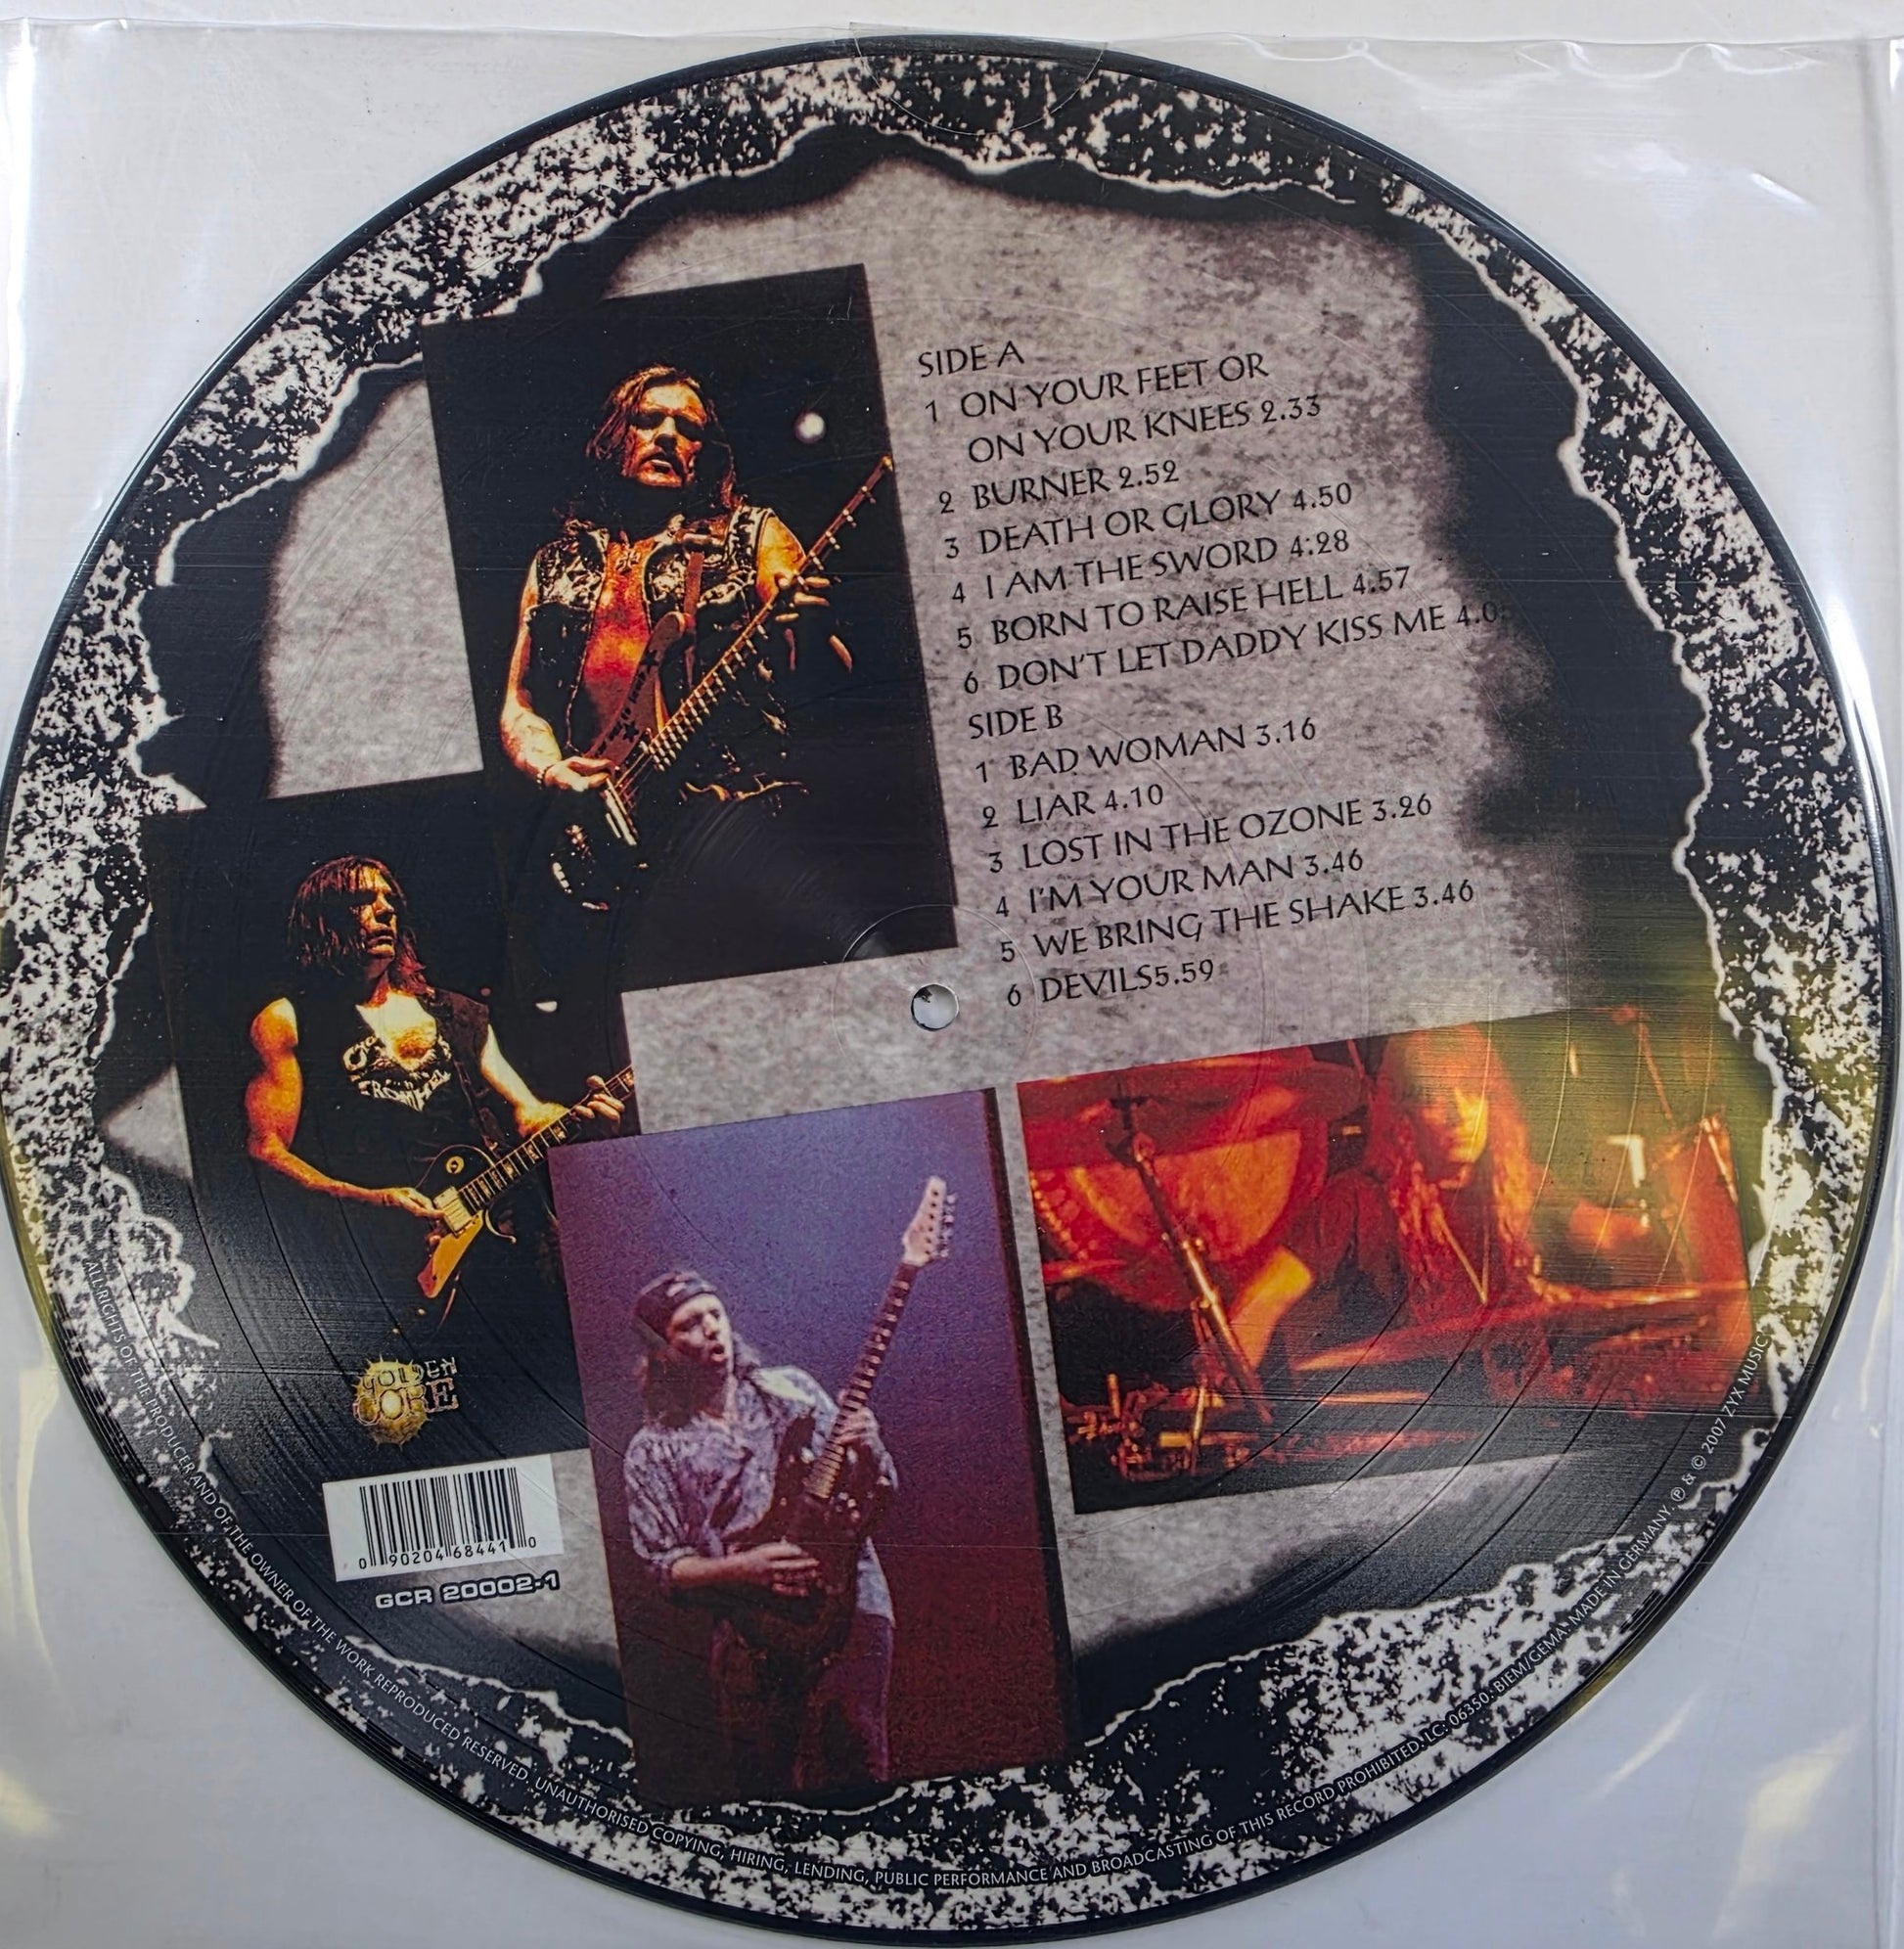 SIDE A
1 ON YOUR FEET OR
ON YOUR KNEES 2.33
2 BURNER 2.52
3 DEATH OR GLORY 4.50
4 I AM THE SWORD 4:28
5 BORN TO RAISE HELL 4.57
6 DON'T LET DADDY KISS ME 4.0
SIDE B
1 BAD WOMAN 3.16
2 LIAR 4.10
3 LOST IN THE OZONE 3.26
4 I'M YOUR MAN 3.46
5 WE BRING THE SHAKE 3.46
6 DEVILS5.59
GOLDEN
CORE
0 90204 68441 0
GCR 20002-1
ALL RIGHTS OF THE PRODUCER AND OF THE OWNER OF THE WORK REPRODUCED RESERVED. UNAUTHORISED COPYING, HIRING, LENDING, PUBLIC PERFORMANCE AND BROADCASTING OF THIS RECORD PROHIBITED. LC: 06350. BIEM/GEMA. MADE IN GERMANY. ℗ & © 2007 ZYX MUSIC.